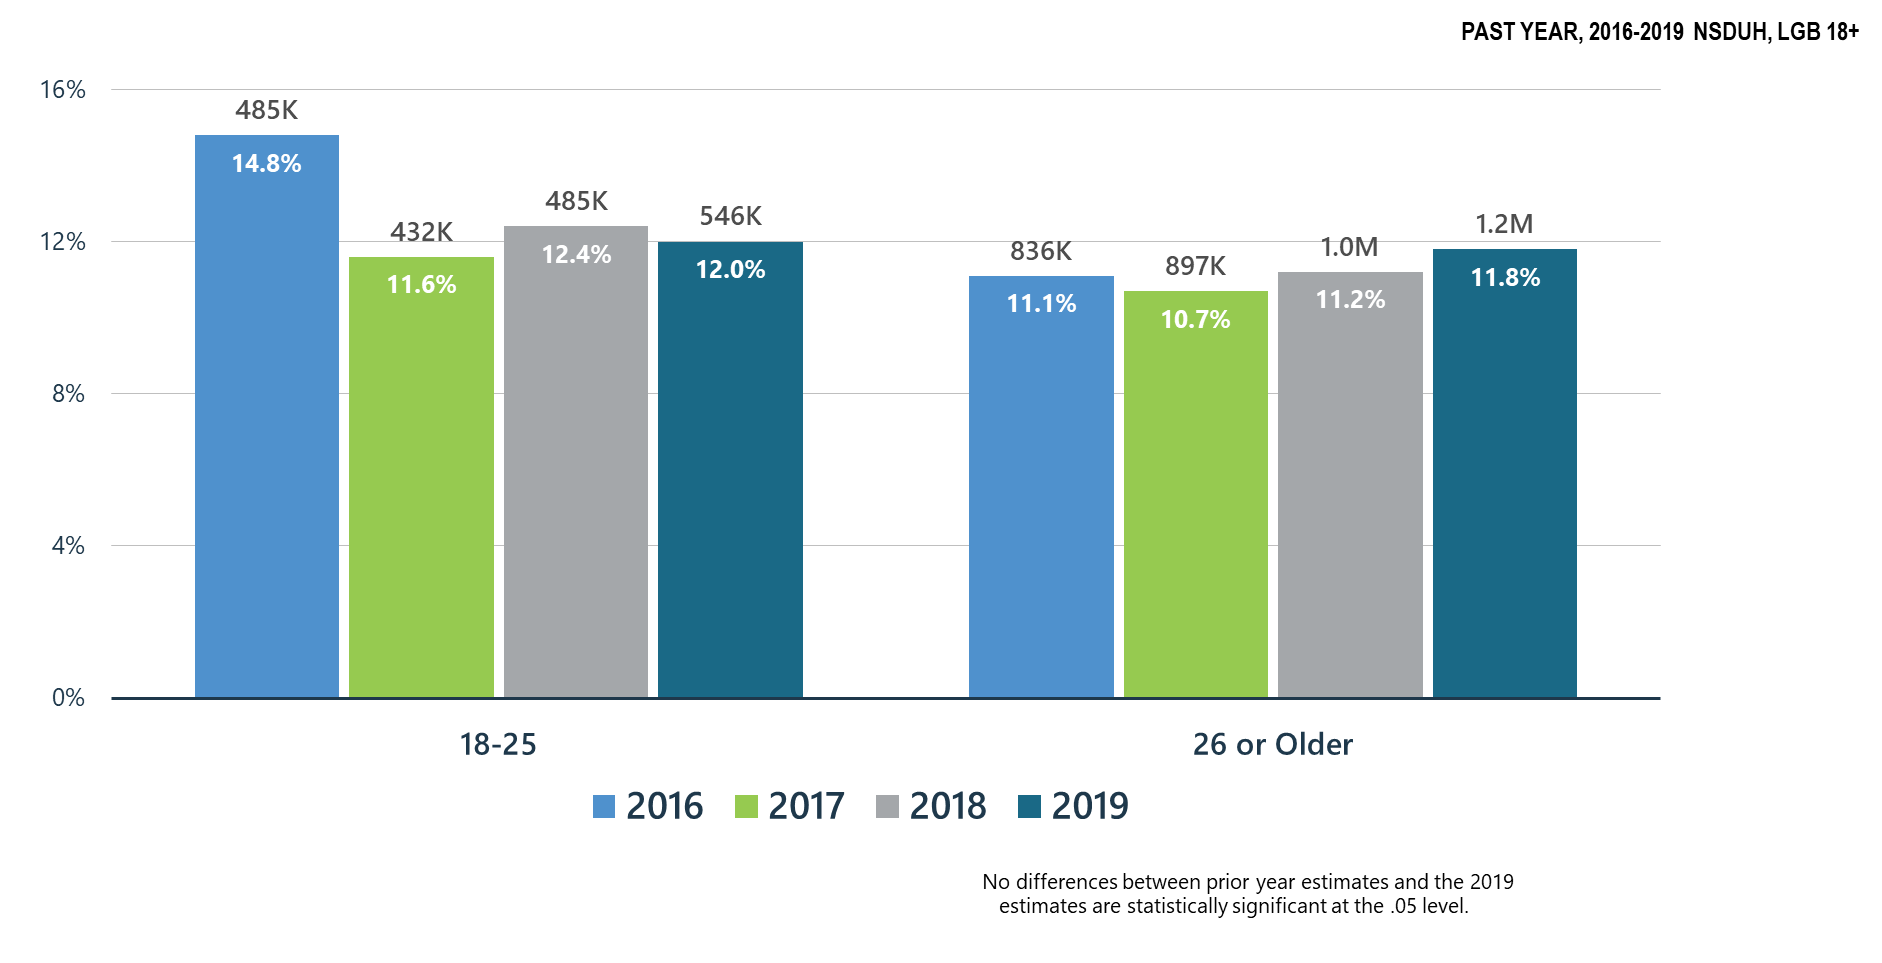 PAST YEAR, 2016-2019 NSDUH, LGB 18+
16%
12%
8%
4%
0%
485K
14.8%
432K
11.6%
485K
12.4%
546K
12.0%
836K
11.1%
897K
10.7%
1.0M
11.2%
1.2M
11.8%
18-25
26 or Older
2016
2017
2018
2019
No differences between prior year estimates and the 2019
estimates are statistically significant at the .05 level.